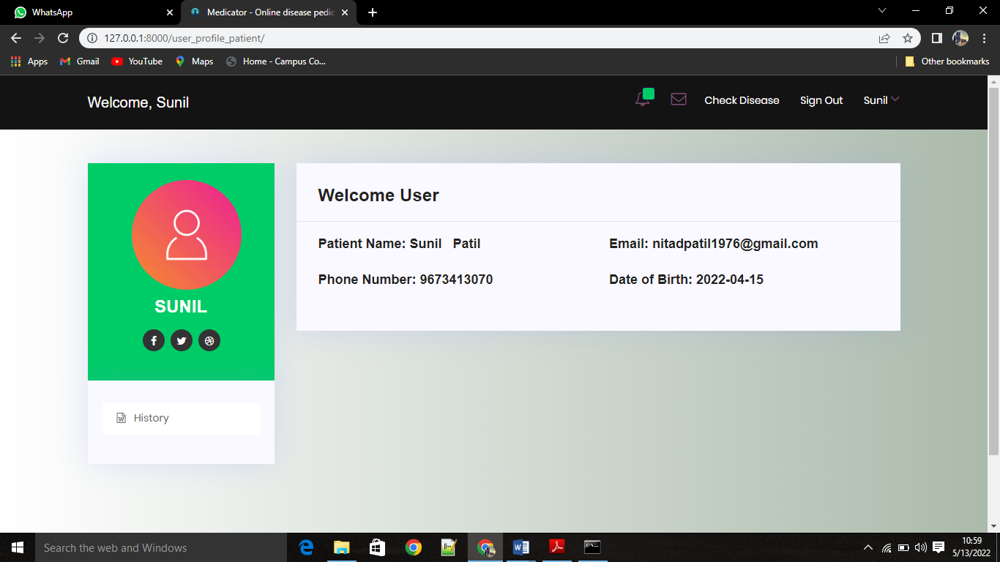 WhatsApp
Medicator - Online disease pedic
127.0.0.1:8000/user_profile_patient/
Apps Gmail YouTube Maps Home - Campus Co... Other bookmarks
Welcome, Sunil
Check Disease Sign Out Sunil
SUNIL
History
Welcome User
Patient Name: Sunil Patil Email: nitadpatil1976@gmail.com
Phone Number: 9673413070 Date of Birth: 2022-04-15
Search the web and Windows
10:59
5/13/2022